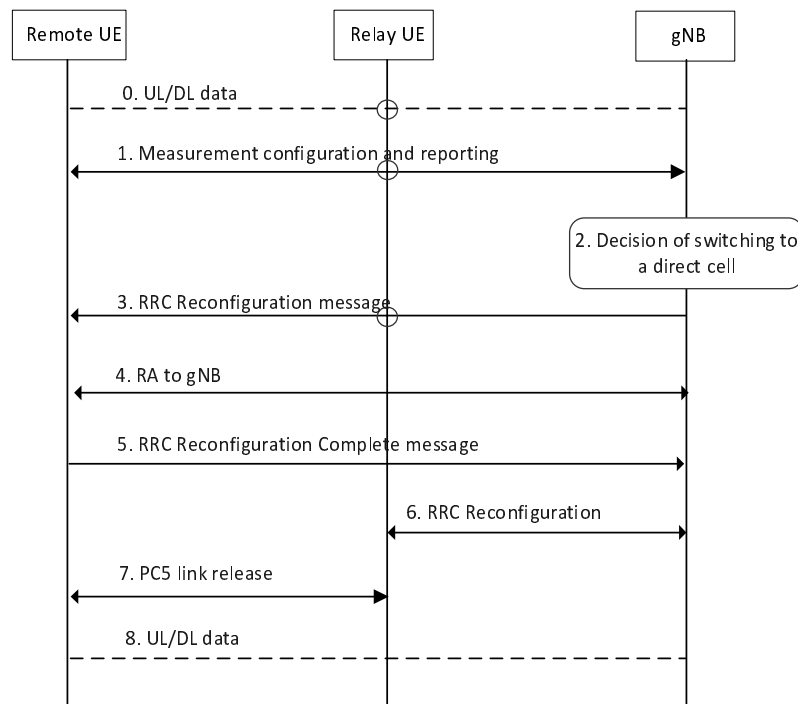 Remote UE
Relay UE
gNB
0. UL/DL data
1. Measurement configuration and reporting
2. Decision of switching to
a direct cell
3. RRC Reconfiguration message
4. RA to gNB
5. RRC Reconfiguration Complete message
6. RRC Reconfiguration
7. PC5 link release
8. UL/DL data